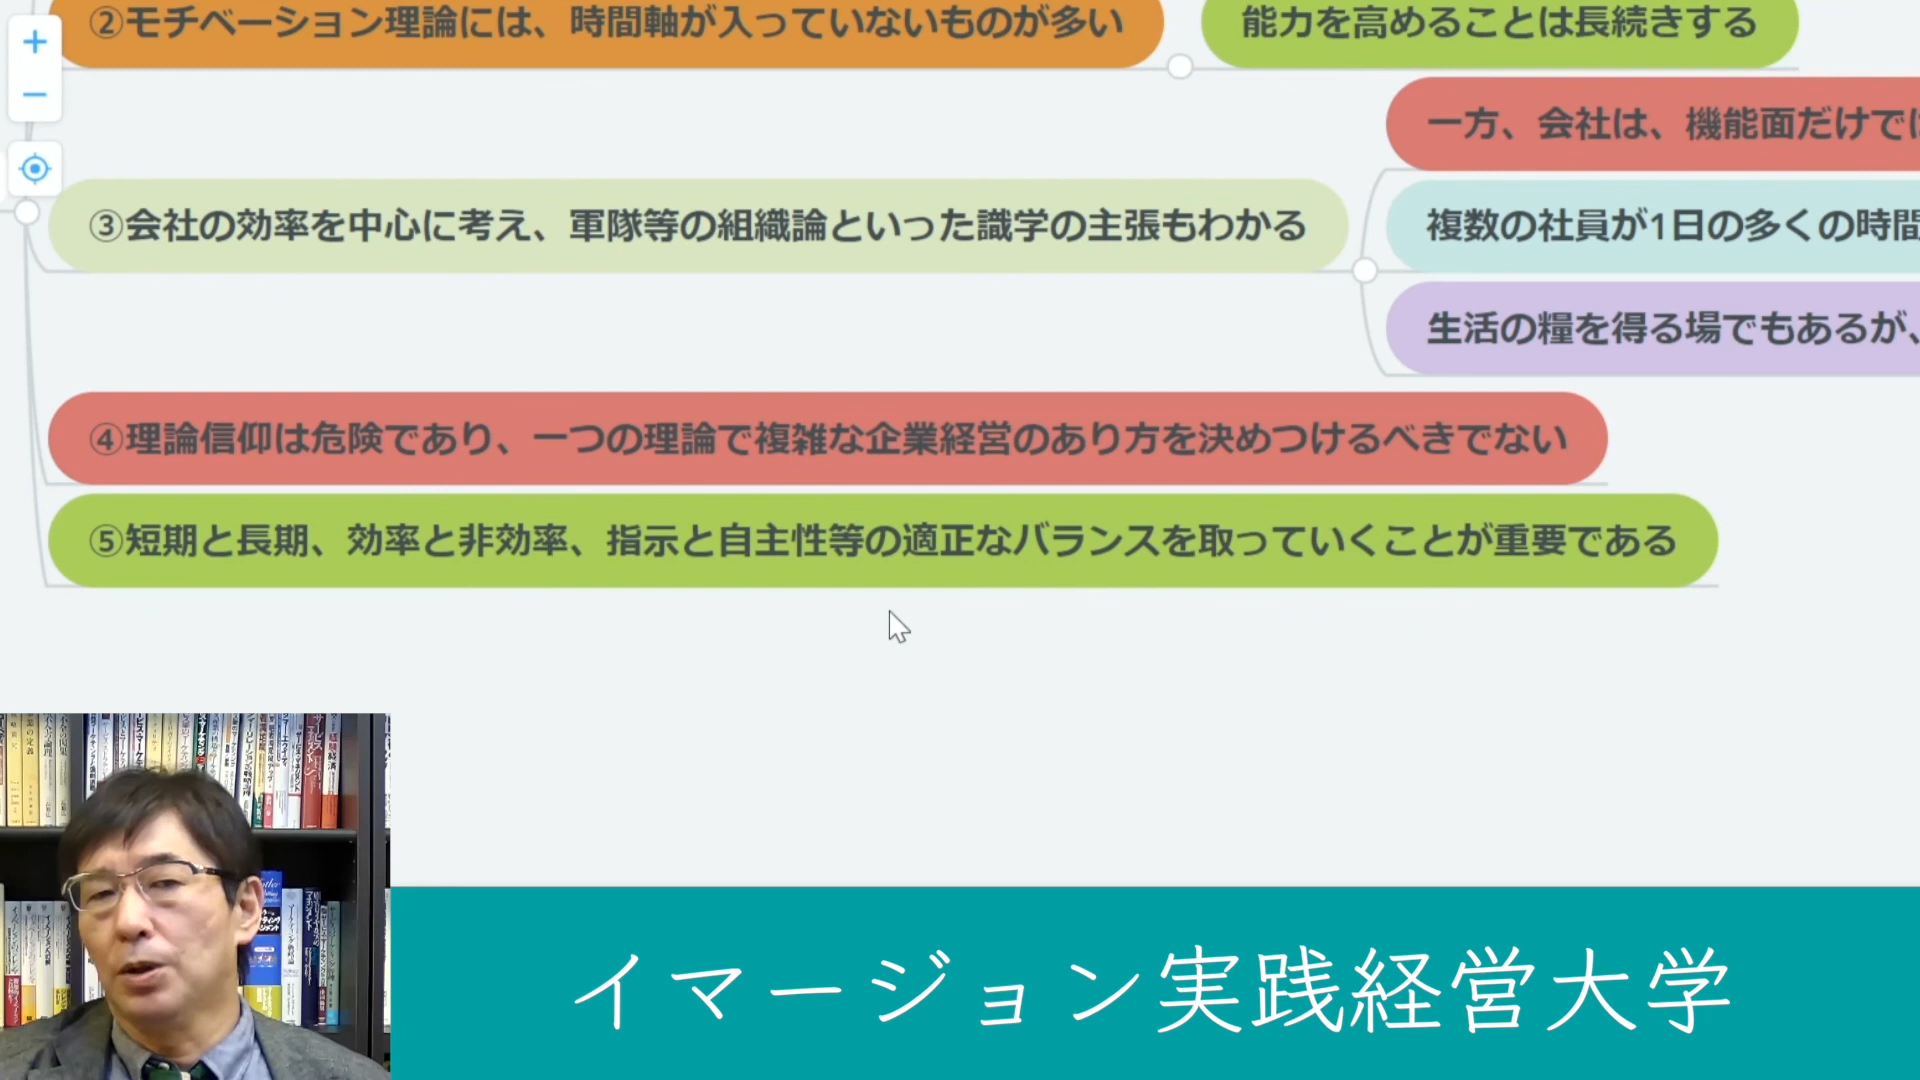 ②モチベーション理論には、時間軸が入っていないものが多い
能力を高めることは長続きする
一方、会社は、機能面だけでは
③会社の効率を中心に考え、軍隊等の組織論といった識学の主張もわかる
複数の社員が1日の多くの時間
生活の糧を得る場でもあるが、
④理論信仰は危険であり、一つの理論で複雑な企業経営のあり方を決めつけるべきでない
⑤短期と長期、効率と非効率、指示と自主性等の適正なバランスを取っていくことが重要である
イマージョン実践経営大学